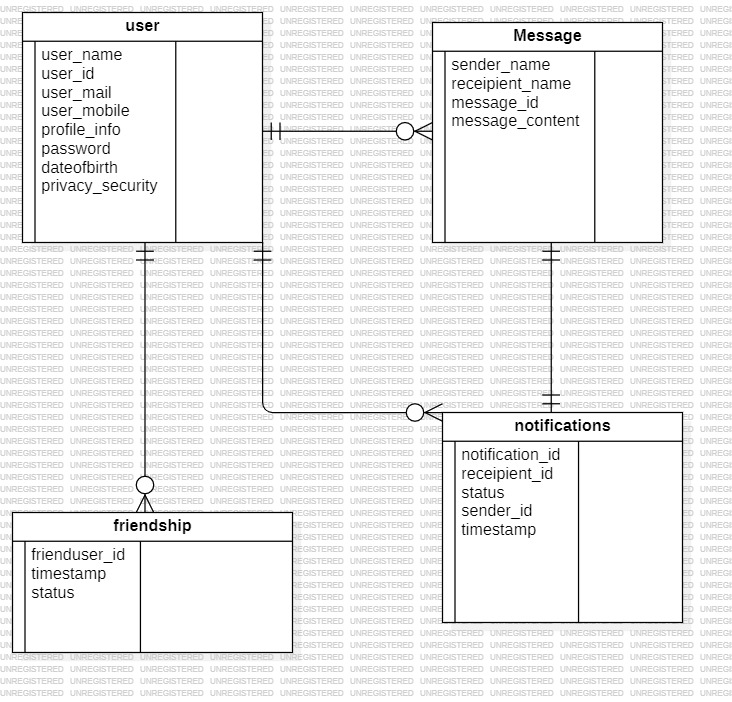 user
user_name
user_id
user_mail
user_mobile
profile_info
password
dateofbirth
privacy_security
Message
sender_name
receipient_name
message_id
message_content
friendship
frienduser_id
timestamp
status
notifications
notification_id
receipient_id
status
sender_id
timestamp
UNREGISTERED